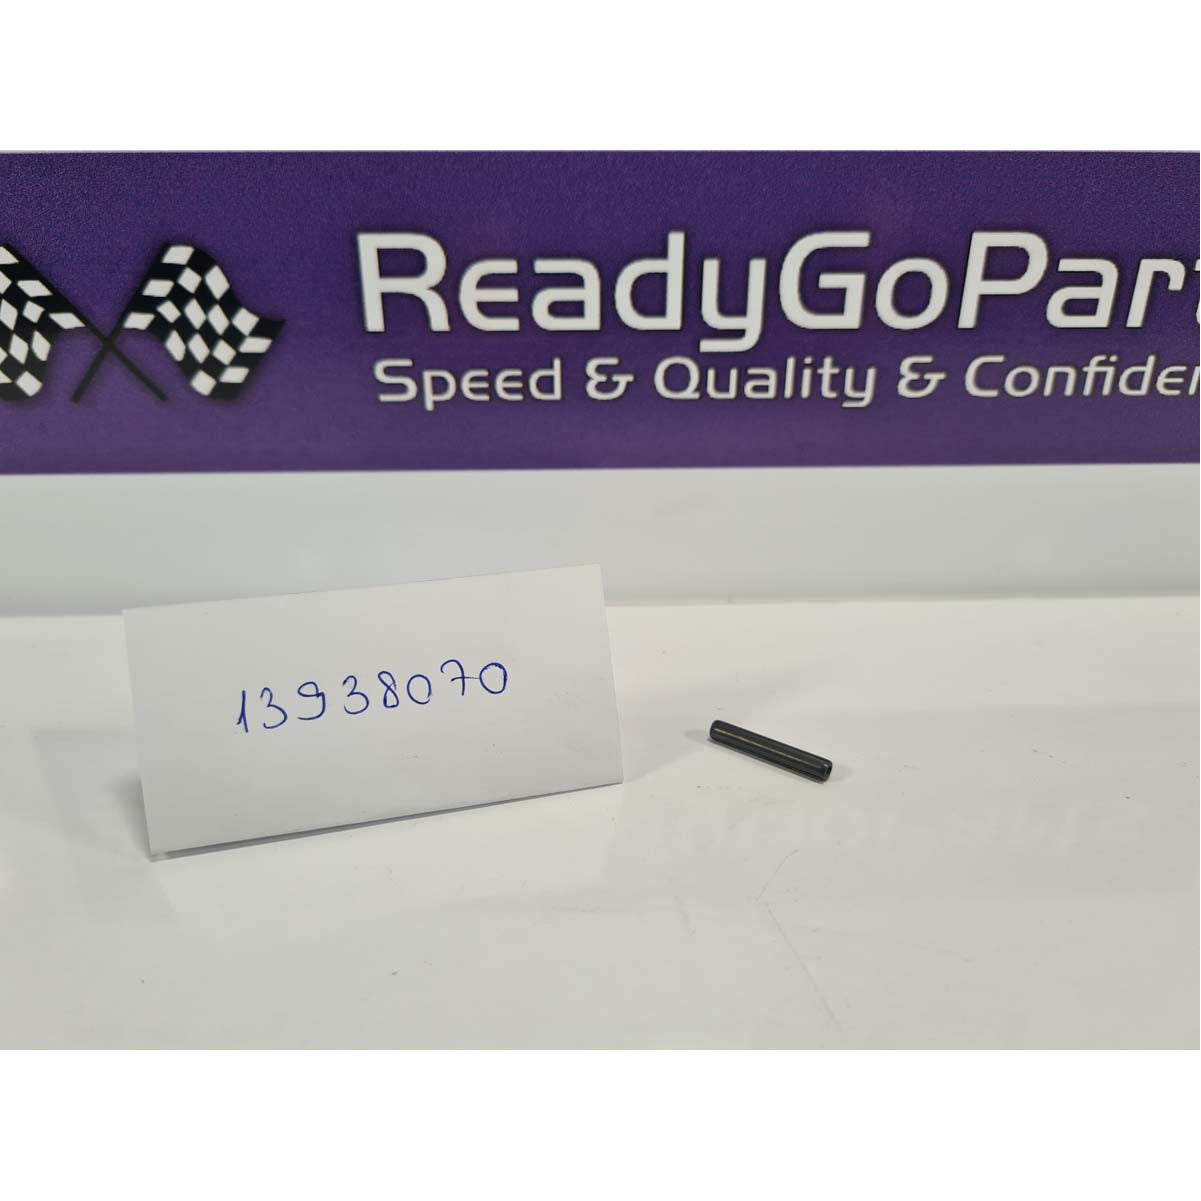 ReadyGoPart
Speed & Quality & Confiden
13938070